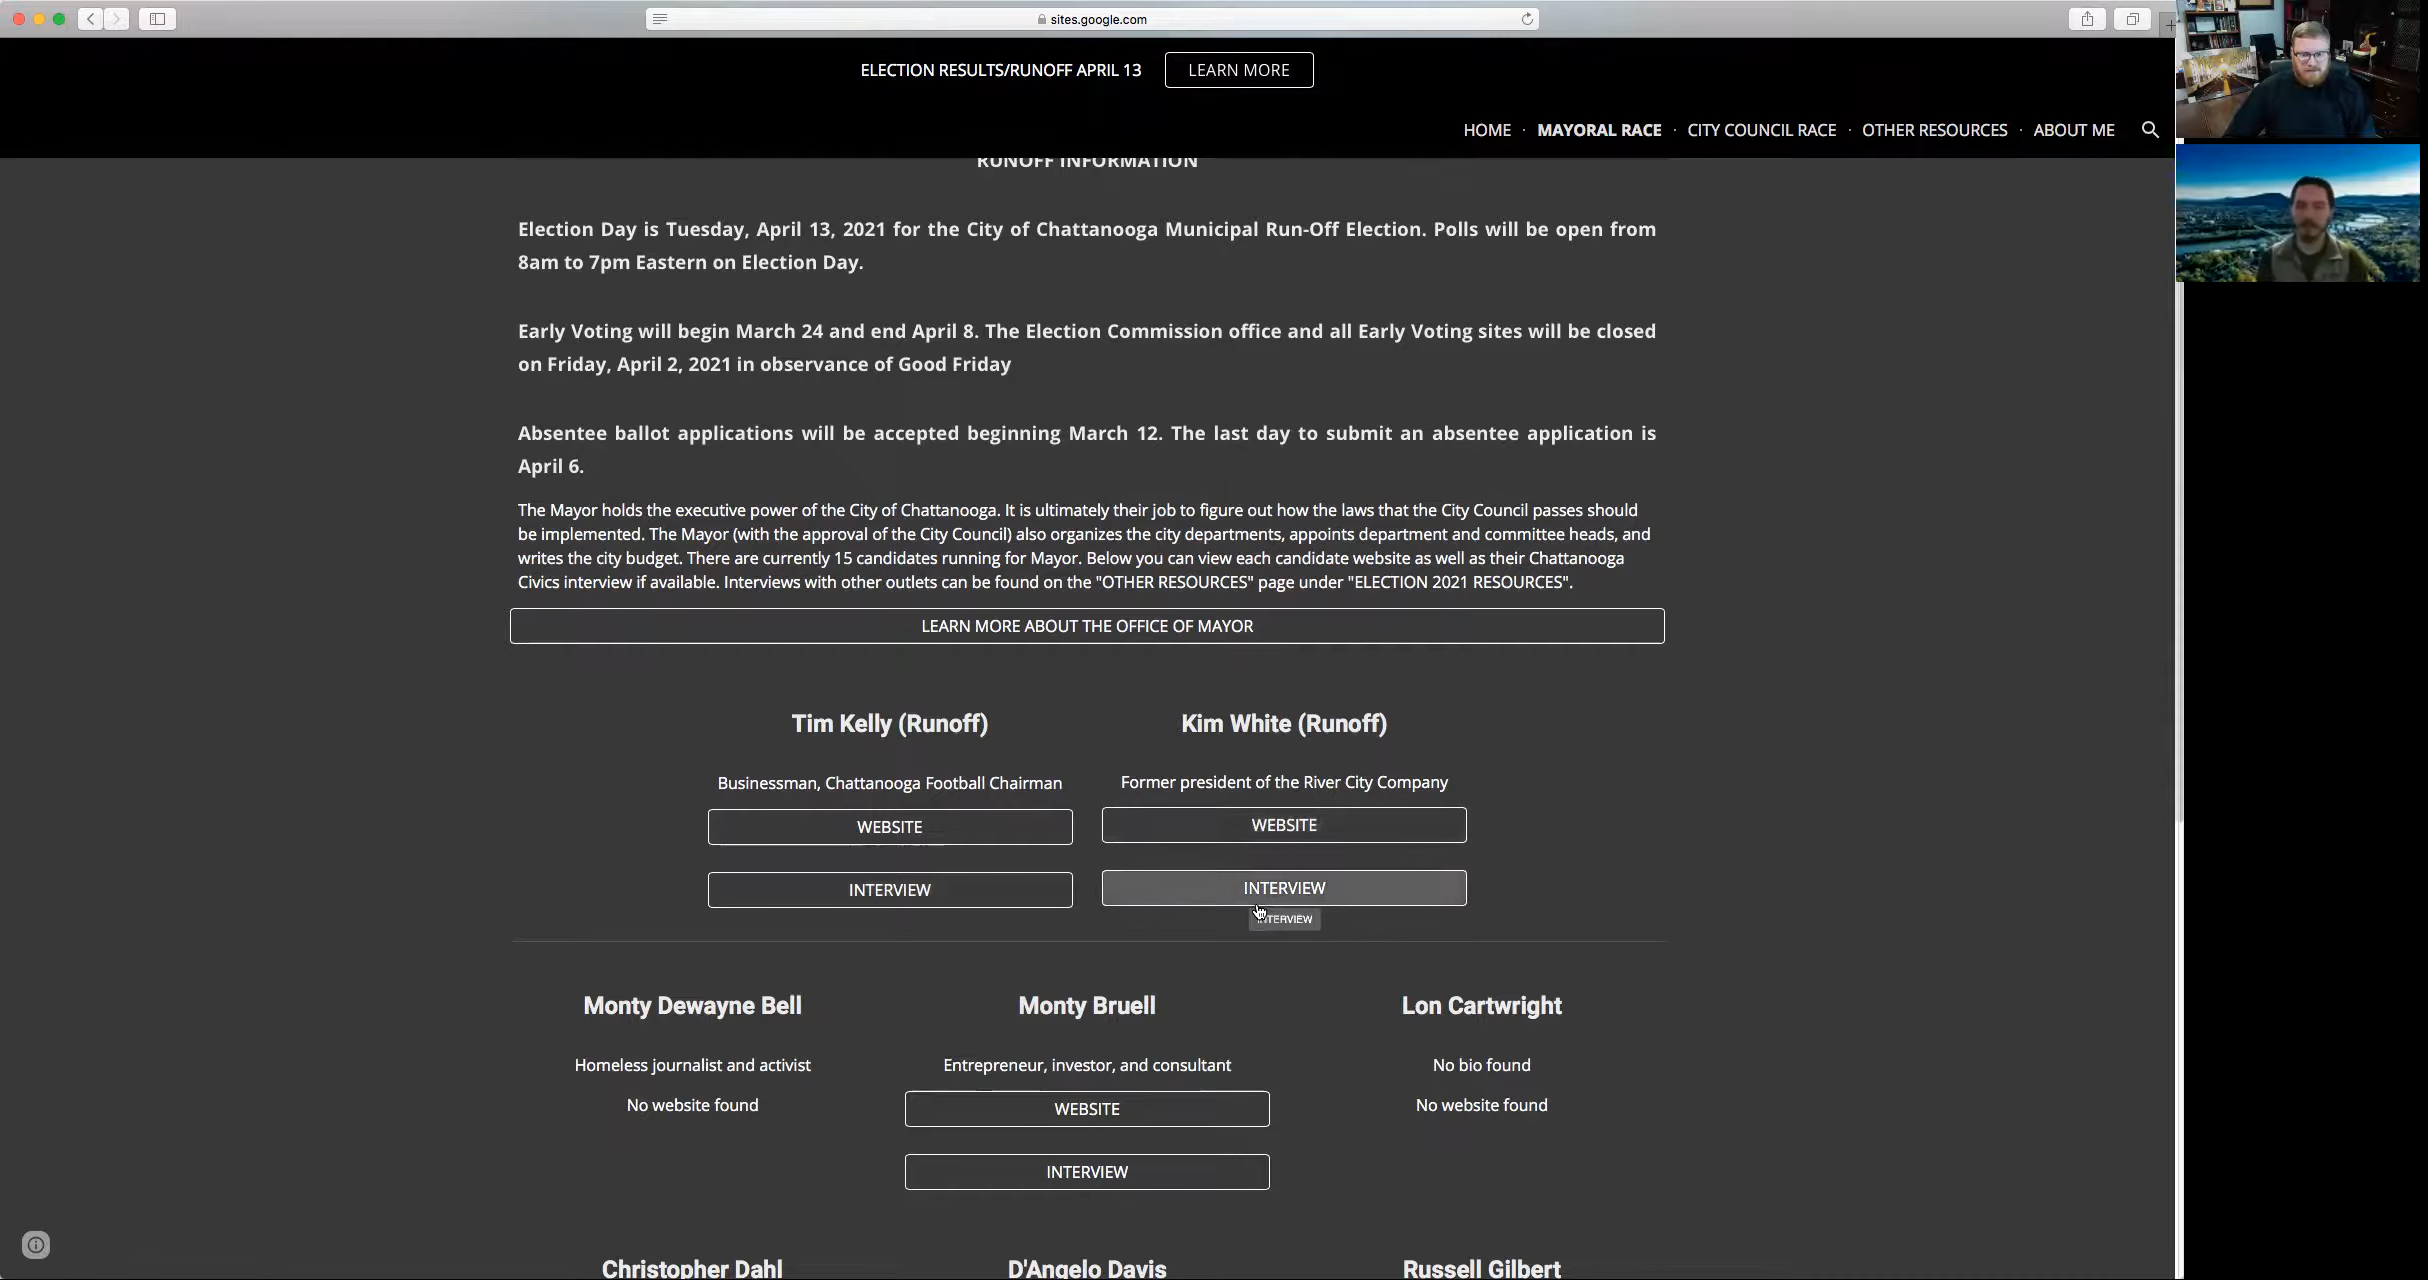 sites.google.com
ELECTION RESULTS/RUNOFF APRIL 13 LEARN MORE
HOME · MAYORAL RACE · CITY COUNCIL RACE · OTHER RESOURCES · ABOUT ME
RUNOFF INFORMATION
Election Day is Tuesday, April 13, 2021 for the City of Chattanooga Municipal Run-Off Election. Polls will be open from
8am to 7pm Eastern on Election Day.
Early Voting will begin March 24 and end April 8. The Election Commission office and all Early Voting sites will be closed
on Friday, April 2, 2021 in observance of Good Friday
Absentee ballot applications will be accepted beginning March 12. The last day to submit an absentee application is
April 6.
The Mayor holds the executive power of the City of Chattanooga. It is ultimately their job to figure out how the laws that the City Council passes should
be implemented. The Mayor (with the approval of the City Council) also organizes the city departments, appoints department and committee heads, and
writes the city budget. There are currently 15 candidates running for Mayor. Below you can view each candidate website as well as their Chattanooga
Civics interview if available. Interviews with other outlets can be found on the "OTHER RESOURCES" page under "ELECTION 2021 RESOURCES".
LEARN MORE ABOUT THE OFFICE OF MAYOR
Tim Kelly (Runoff) Kim White (Runoff)
Businessman, Chattanooga Football Chairman Former president of the River City Company
WEBSITE WEBSITE
INTERVIEW INTERVIEW
INTERVIEW
Monty Dewayne Bell Monty Bruell Lon Cartwright
Homeless journalist and activist Entrepreneur, investor, and consultant No bio found
No website found WEBSITE No website found
INTERVIEW
Christopher Dahl D'Angelo Davis Russell Gilbert